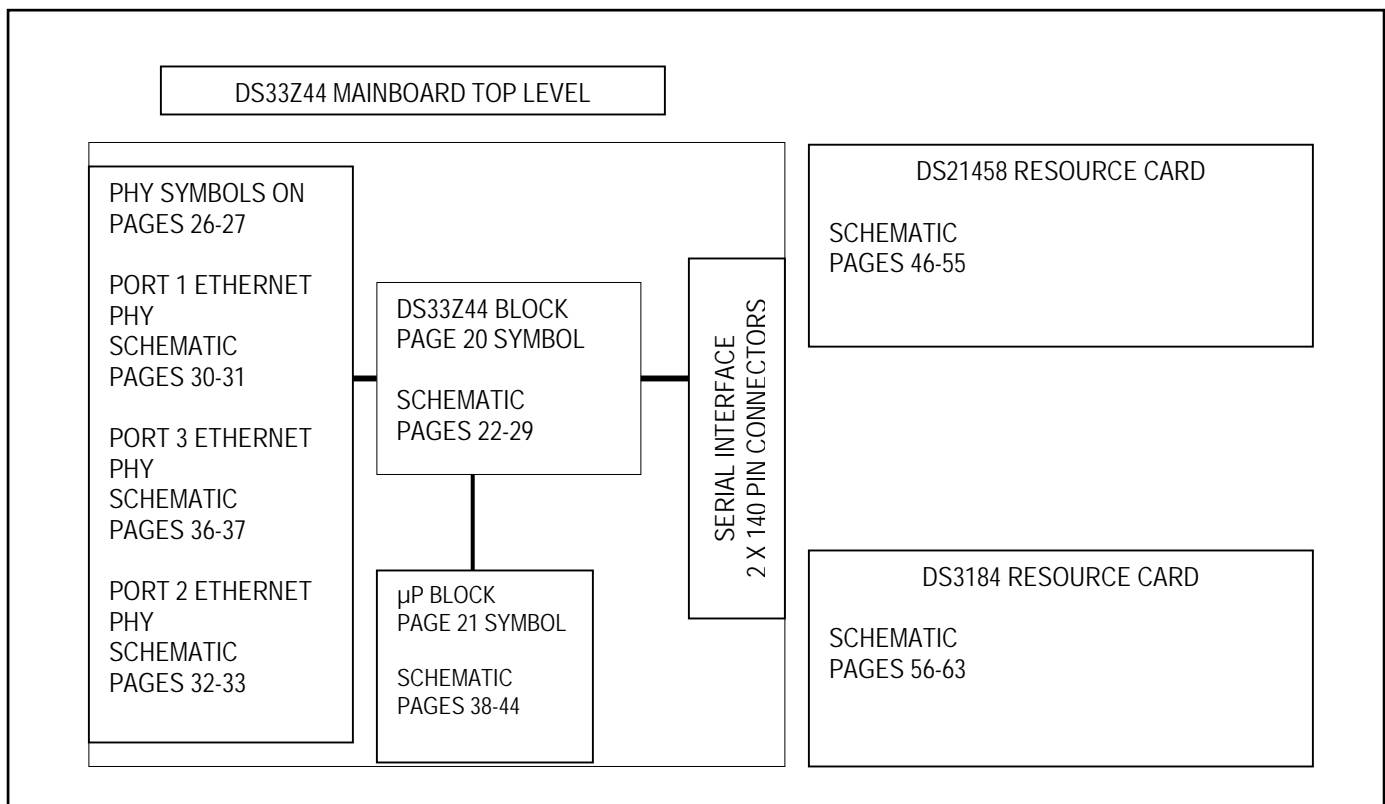 DS33Z44 MAINBOARD TOP LEVEL
PHY SYMBOLS ON
PAGES 26-27
PORT 1 ETHERNET
PHY
SCHEMATIC
PAGES 30-31
PORT 3 ETHERNET
PHY
SCHEMATIC
PAGES 36-37
PORT 2 ETHERNET
PHY
SCHEMATIC
PAGES 32-33
DS33Z44 BLOCK
PAGE 20 SYMBOL
SCHEMATIC
PAGES 22-29
µP BLOCK
PAGE 21 SYMBOL
SCHEMATIC
PAGES 38-44
SERIAL INTERFACE
2 X 140 PIN CONNECTORS
DS21458 RESOURCE CARD
SCHEMATIC
PAGES 46-55
DS3184 RESOURCE CARD
SCHEMATIC
PAGES 56-63